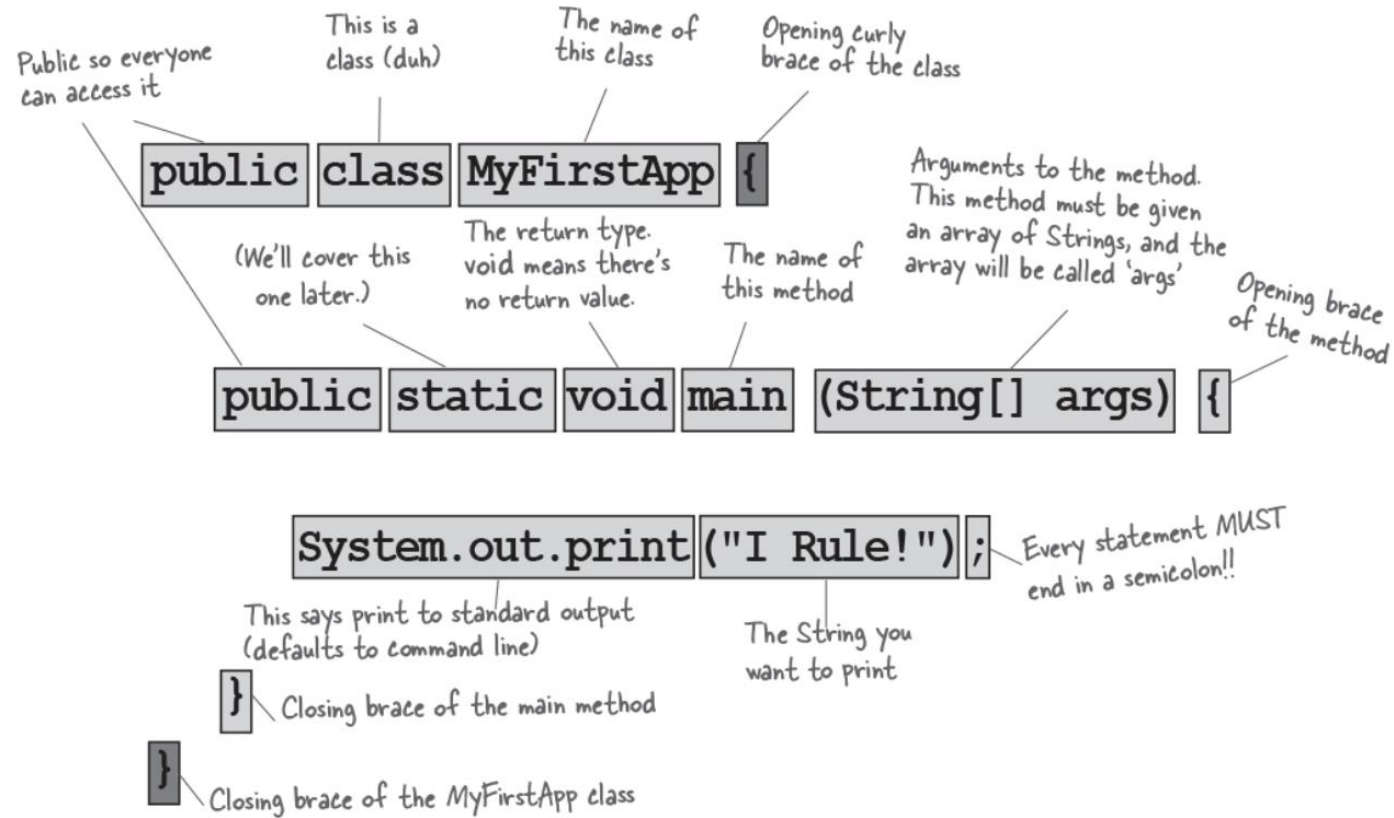 Public so everyone
can access it
This is a
class (duh)
The name of
this class
Opening curly
brace of the class
public class MyFirstApp {
(We'll cover this
one later.)
The return type.
void means there's
no return value.
The name of
this method
Arguments to the method.
This method must be given
an array of Strings, and the
array will be called 'args'
Opening brace
of the method
public static void main (String[] args) {
System.out.print("I Rule!");
Every statement MUST
end in a semicolon!!
This says print to standard output
(defaults to command line)
The String you
want to print
} Closing brace of the main method
} Closing brace of the MyFirstApp class